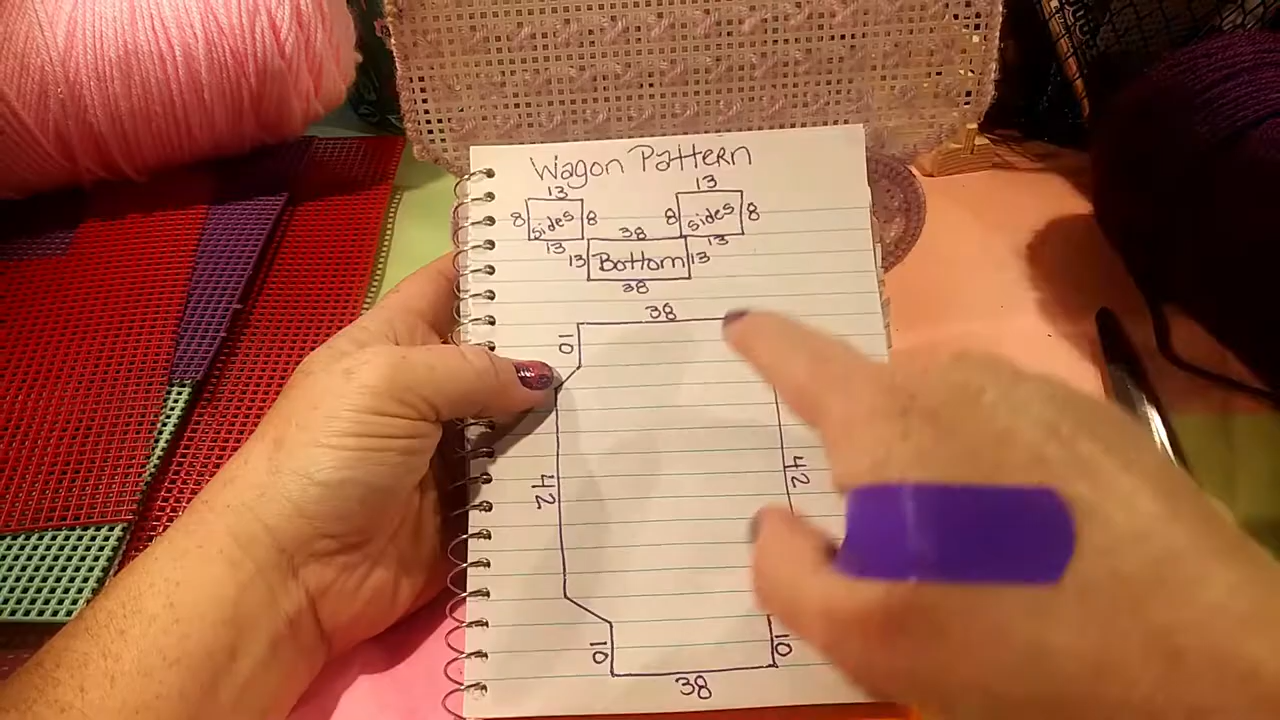 Wagon Pattern
13 13
8 sides 8 8 sides 8
13 38 13
13 Bottom 13
38
38
10
42 42
10 10
38